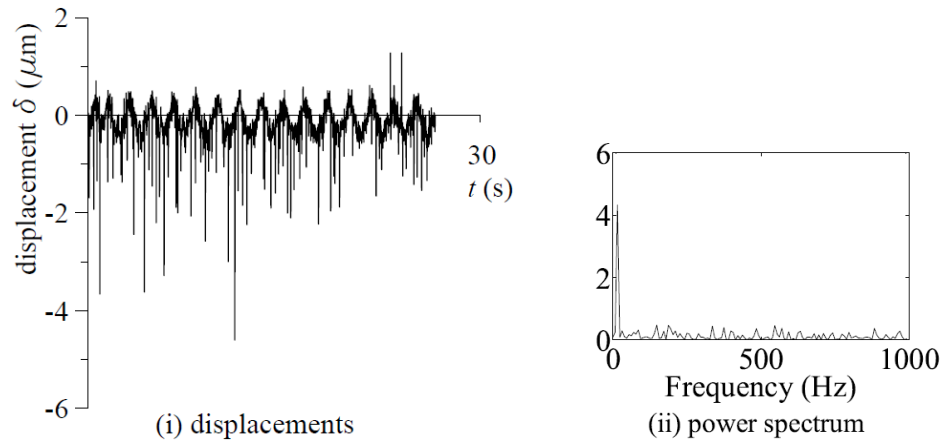 2
0
-2
-4
-6
displacement δ (μm)
30
t (s)
(i) displacements
6
4
2
0
0 500 1000
Frequency (Hz)
(ii) power spectrum